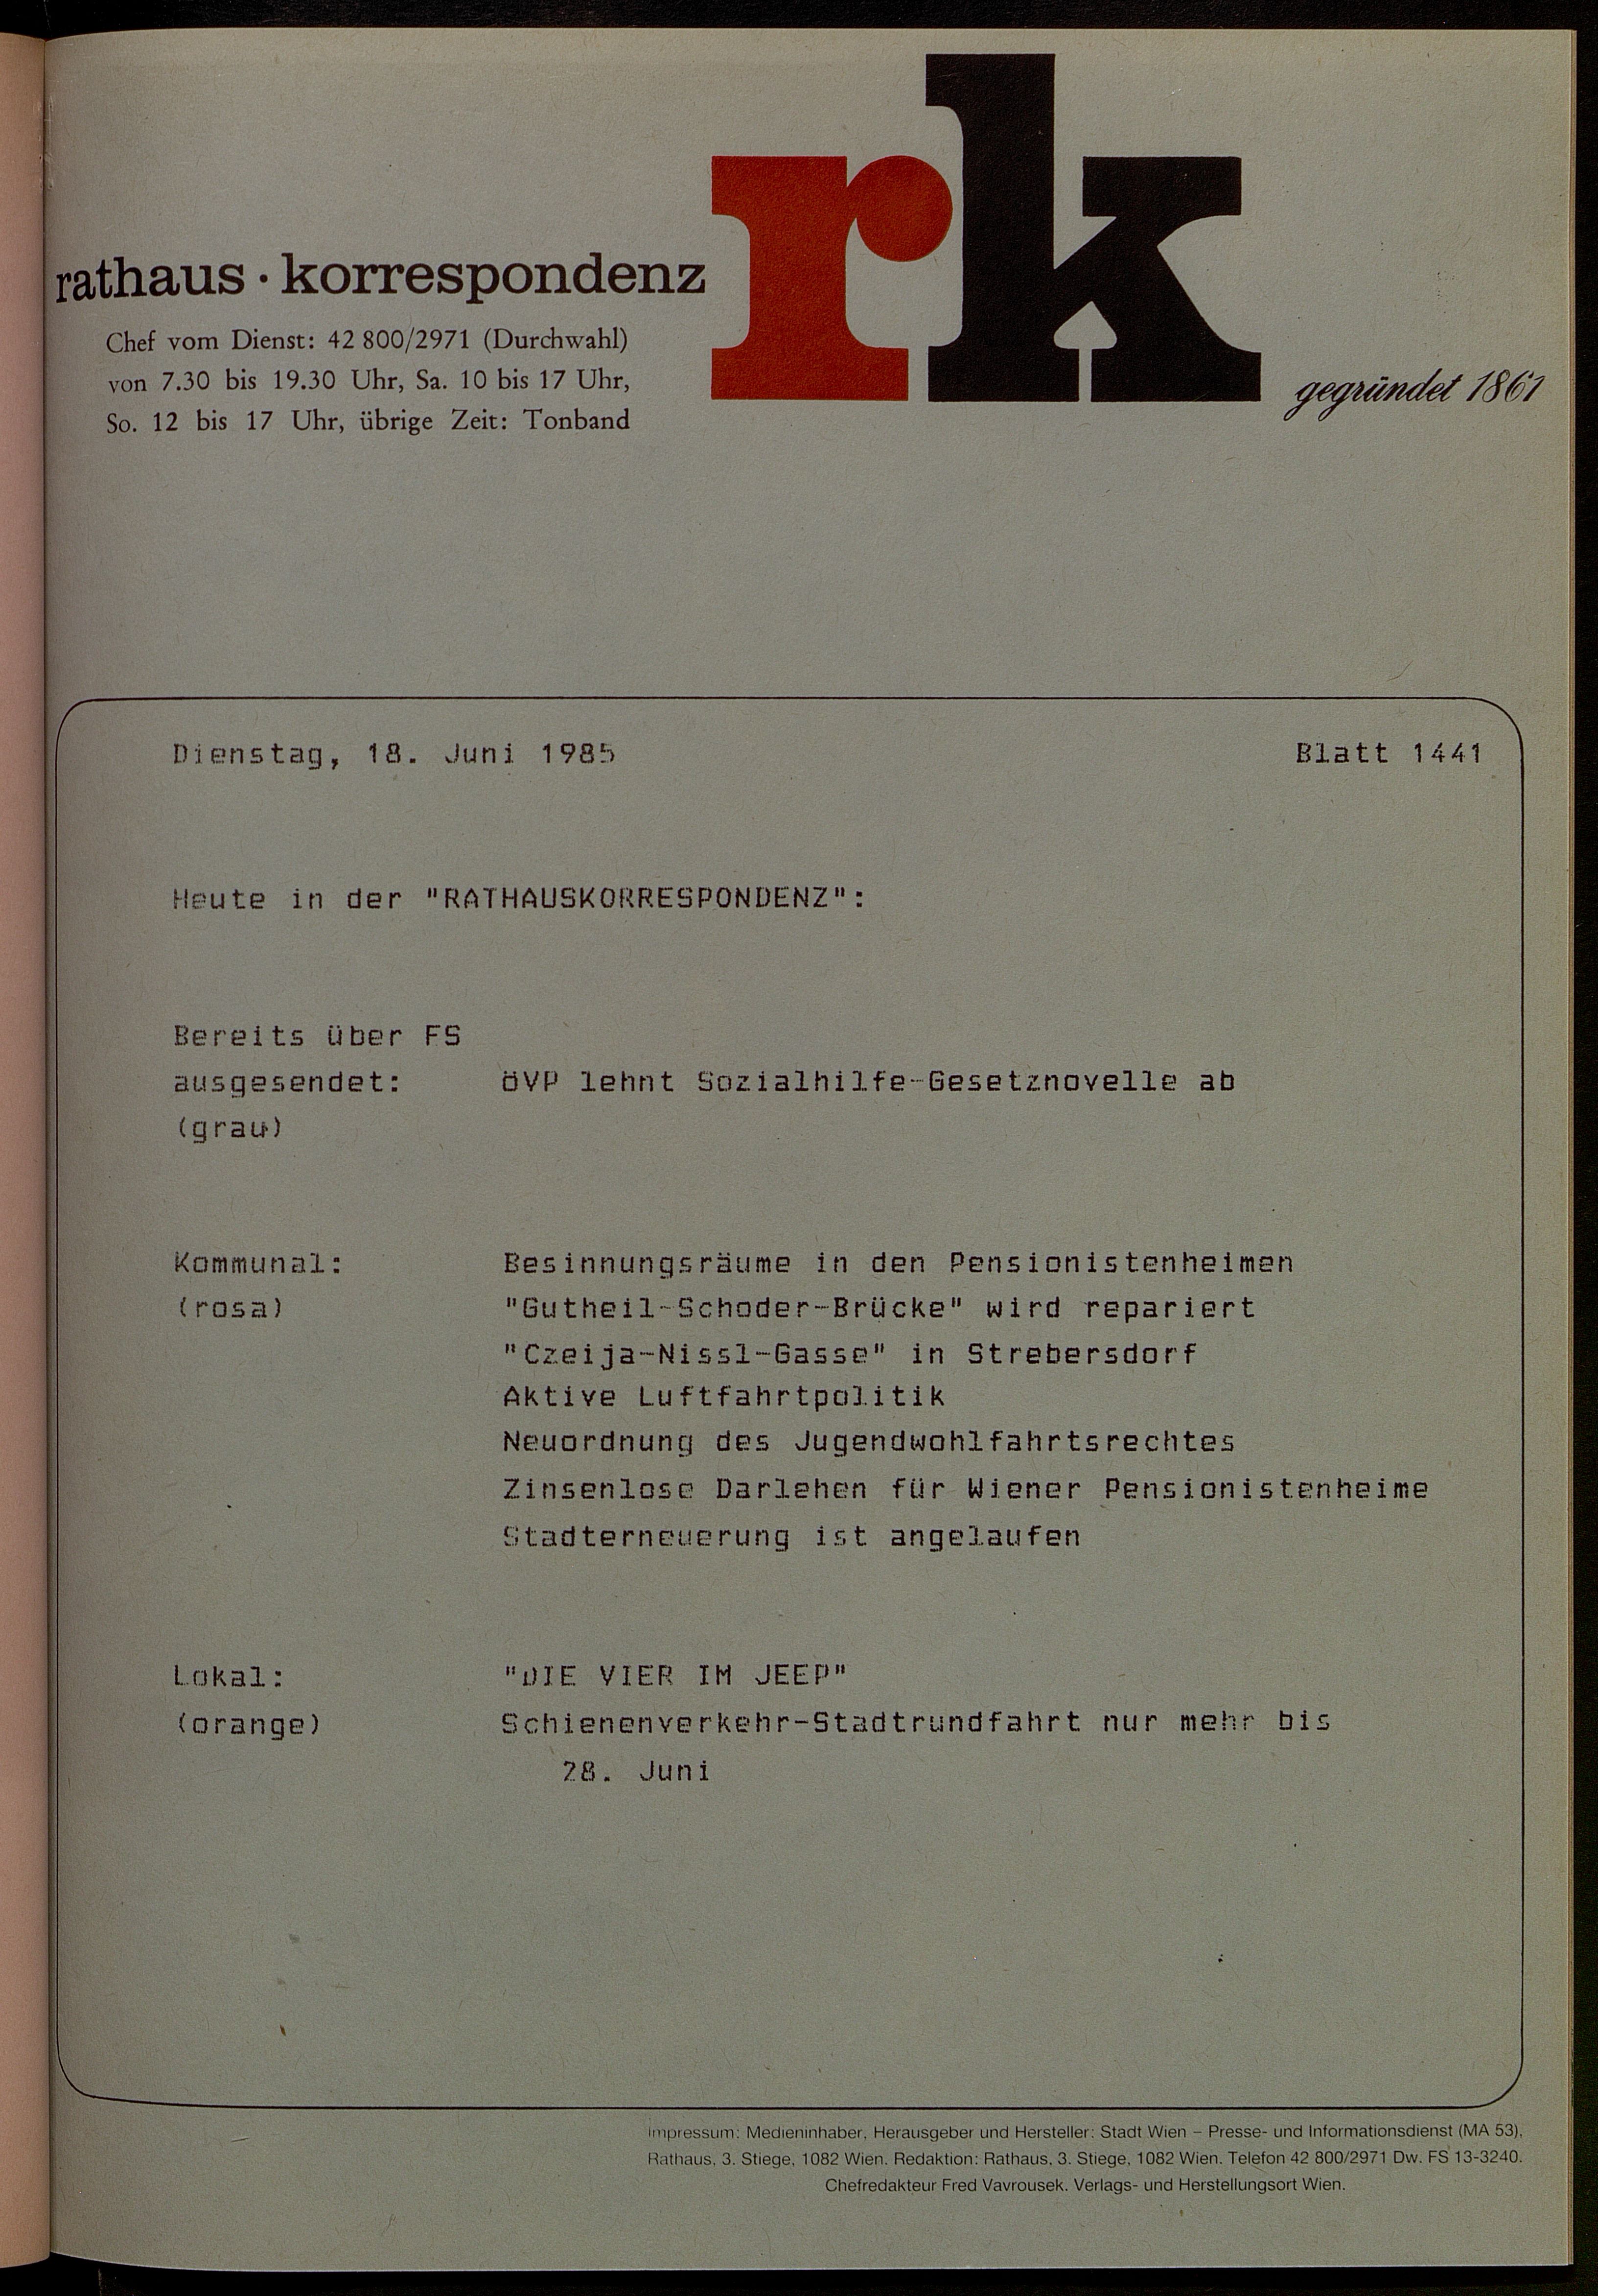 rk
rathaus · korrespondenz
Chef vom Dienst: 42 800/2971 (Durchwahl)
von 7.30 bis 19.30 Uhr, Sa. 10 bis 17 Uhr,
So. 12 bis 17 Uhr, übrige Zeit: Tonband
gegründet 1861
Dienstag, 18. Juni 1985 Blatt 1441
Heute in der "RATHAUSKORRESPONDENZ":
Bereits über FS
ausgesendet: ÖVP lehnt Sozialhilfe-Gesetznovelle ab
(grau)
Kommunal: Besinnungsräume in den Pensionistenheimen
(rosa) "Gutheil-Schoder-Brücke" wird repariert
"Czeija-Nissl-Gasse" in Strebersdorf
Aktive Luftfahrtpolitik
Neuordnung des Jugendwohlfahrtsrechtes
Zinsenlose Darlehen für Wiener Pensionistenheime
Stadterneuerung ist angelaufen
Lokal: "DIE VIER IM JEEP"
(orange) Schienenverkehr-Stadtrundfahrt nur mehr bis
28. Juni
Impressum: Medieninhaber, Herausgeber und Hersteller: Stadt Wien – Presse- und Informationsdienst (MA 53),
Rathaus, 3. Stiege, 1082 Wien. Redaktion: Rathaus, 3. Stiege, 1082 Wien. Telefon 42 800/2971 Dw. FS 13-3240.
Chefredakteur Fred Vavrousek. Verlags- und Herstellungsort Wien.